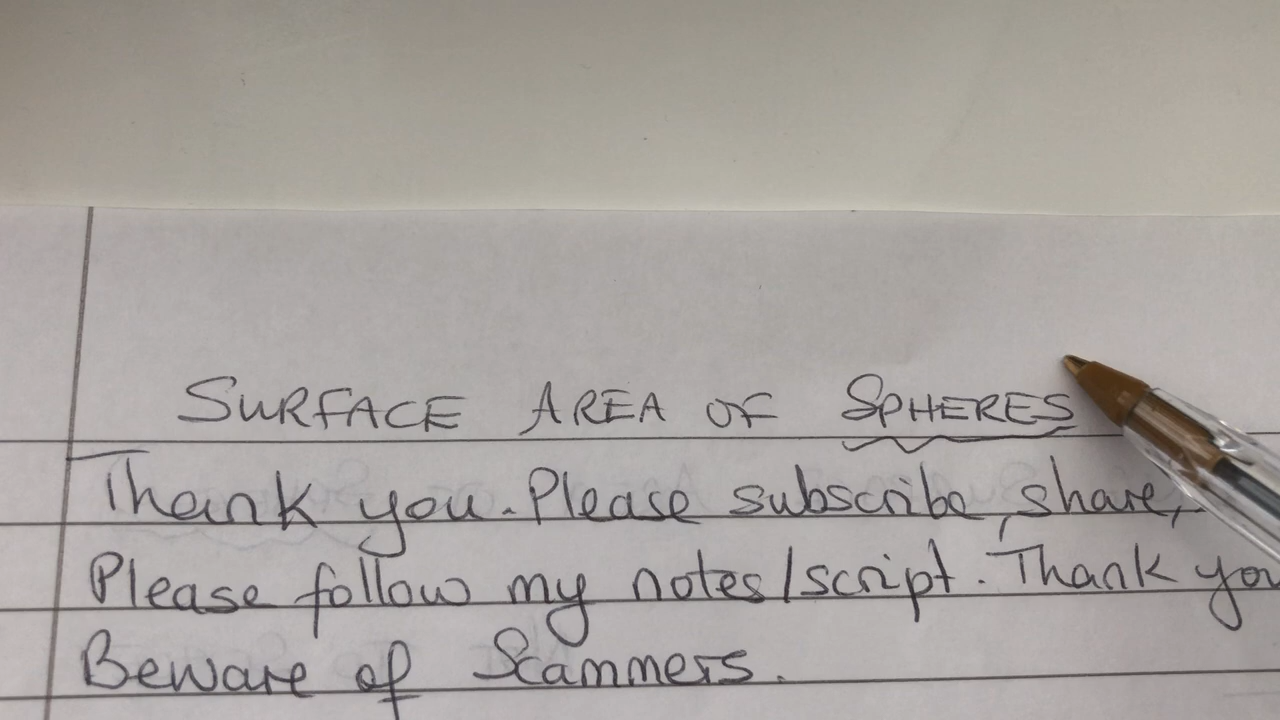 SURFACE AREA OF SPHERES
Thank you. Please subscribe, share,
Please follow my notes/script. Thank you
Beware of Scammers.